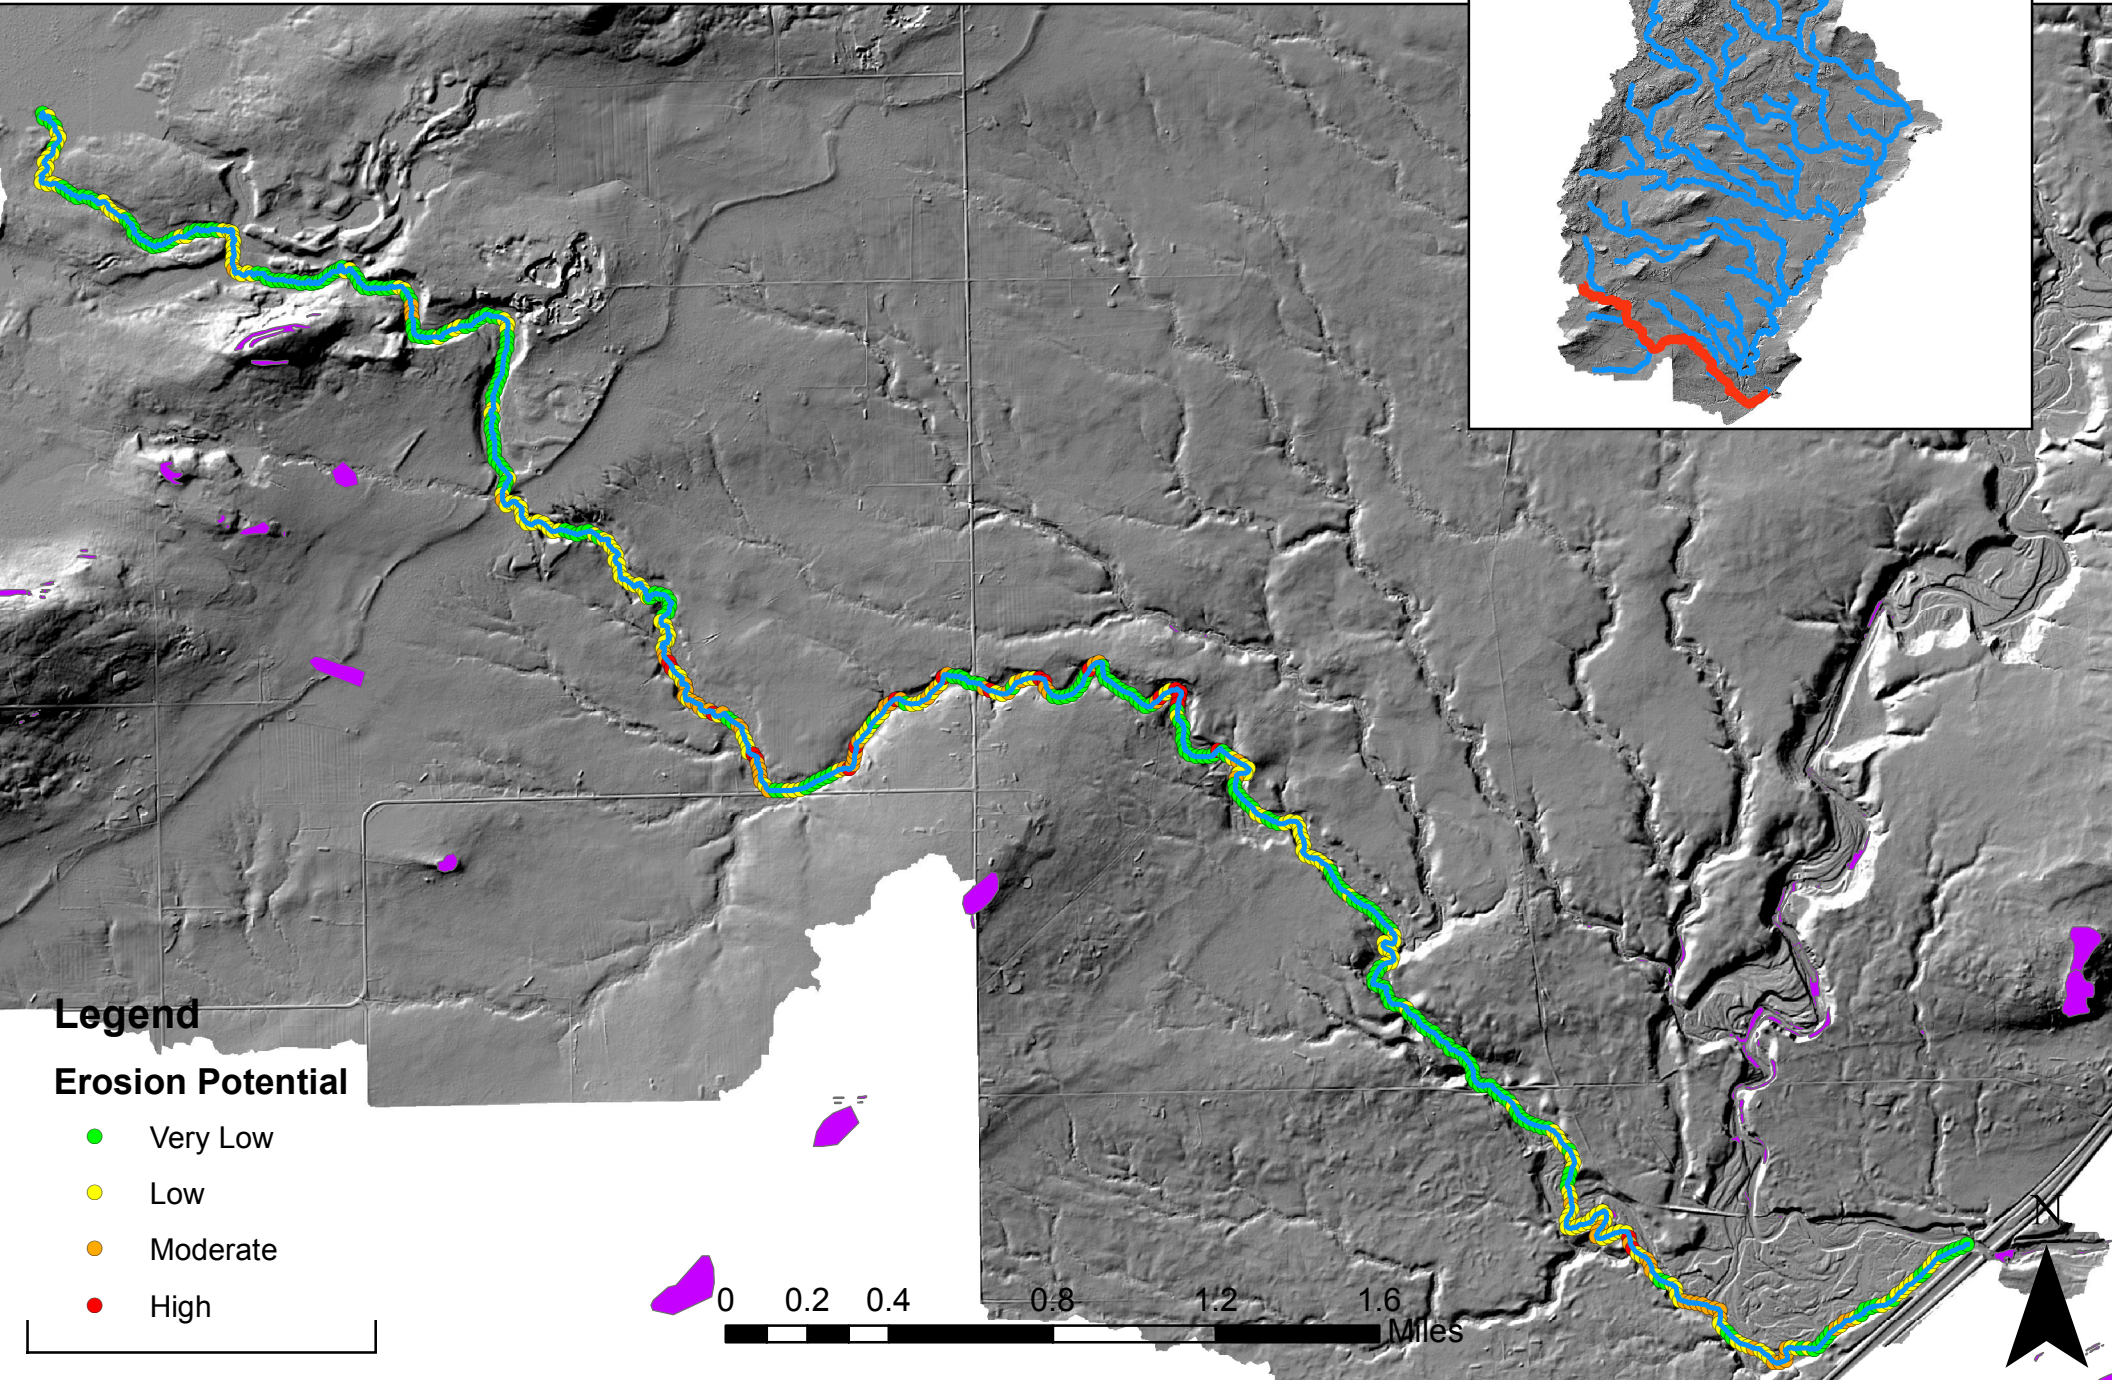 Legend
Erosion Potential
Very Low
Low
Moderate
High
0 0.2 0.4 0.8 1.2 1.6
Miles
N